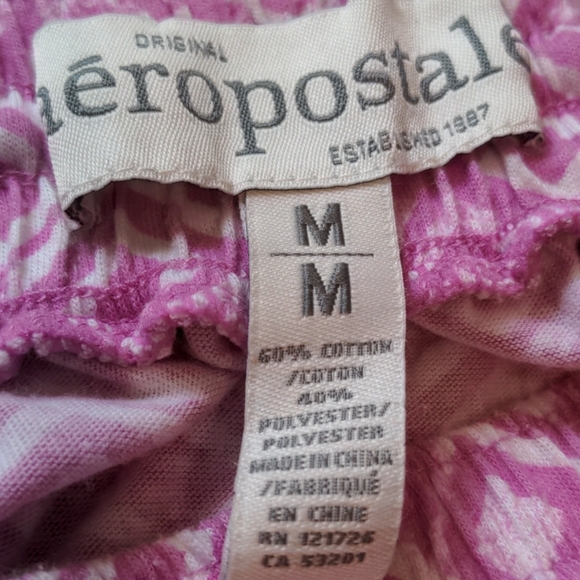 ORIGINAL
aéropostale
ESTABLISHED 1987
M
M
60% COTTON
/COTON
40%
POLYESTER/
POLYESTER
MADE IN CHINA
/FABRIQUÉ
EN CHINE
RN 121726
CA 53201